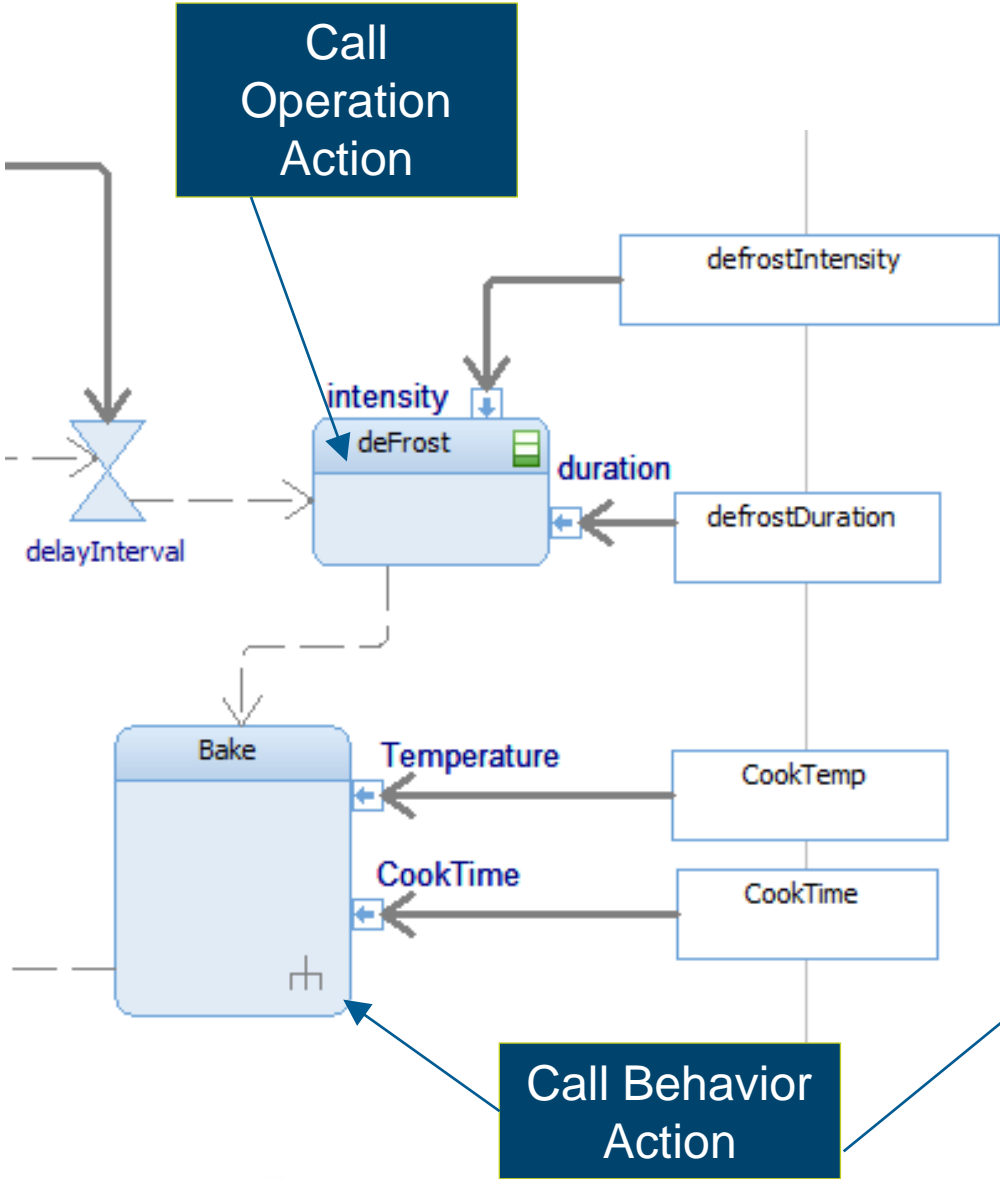 Call
Operation
Action
defrostIntensity
intensity
deFrost
duration
defrostDuration
delayInterval
Bake
Temperature
CookTemp
CookTime
CookTime
Call Behavior
Action